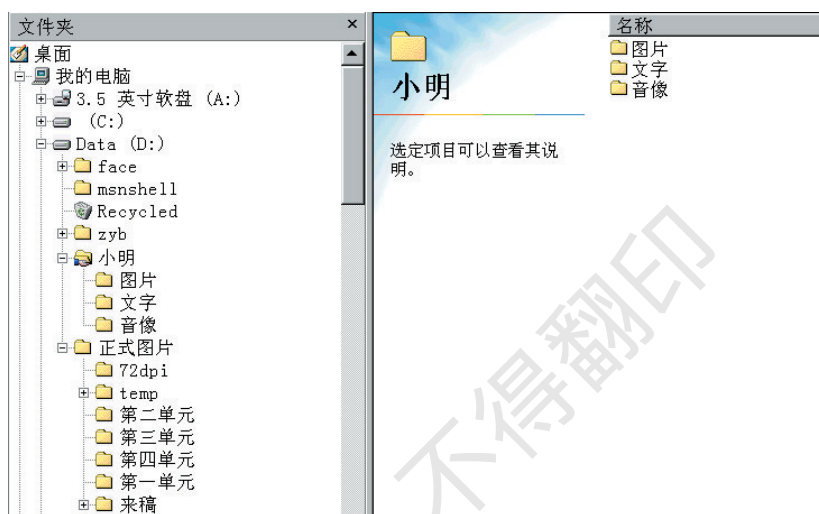 文件夹
桌面
我的电脑
3.5 英寸软盘 (A:)
(C:)
Data (D:)
face
msnshell
Recycled
zyb
小明
图片
文字
音像
正式图片
72dpi
temp
第二单元
第三单元
第四单元
第一单元
来稿
小明
选定项目可以查看其说
明。
名称
图片
文字
音像
不得翻印